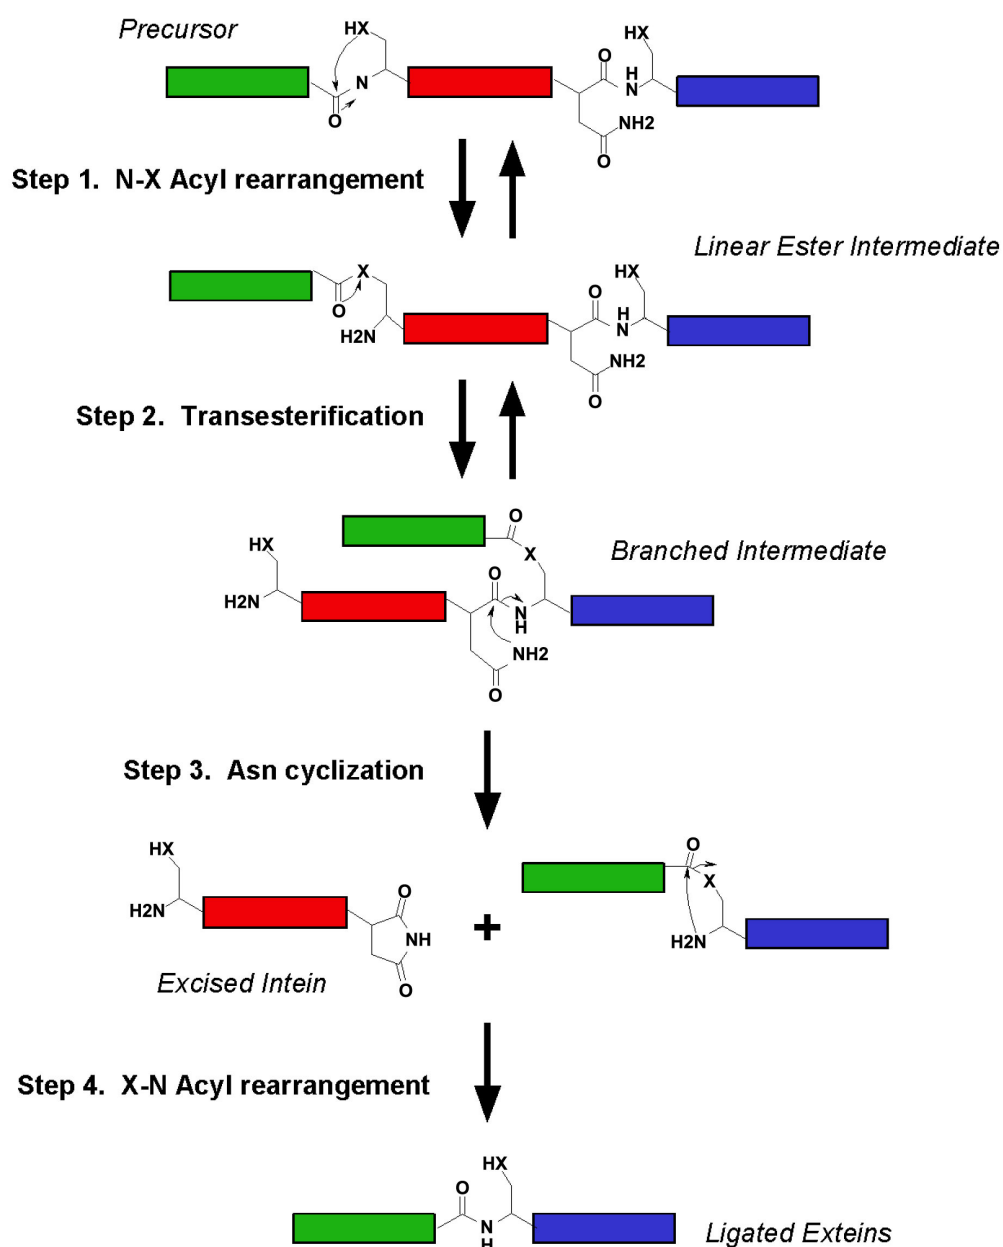 Precursor
HX
HX
O
H
N
N
O
NH2
O
Step 1. N-X Acyl rearrangement
Linear Ester Intermediate
X
HX
O
H
O
N
H2N
NH2
O
Step 2. Transesterification
O
HX
X
Branched Intermediate
O
H2N
N
H
NH2
O
Step 3. Asn cyclization
HX
O
X
O
H2N
+
NH
H2N
O
Excised Intein
Step 4. X-N Acyl rearrangement
HX
O
N
H
Ligated Exteins